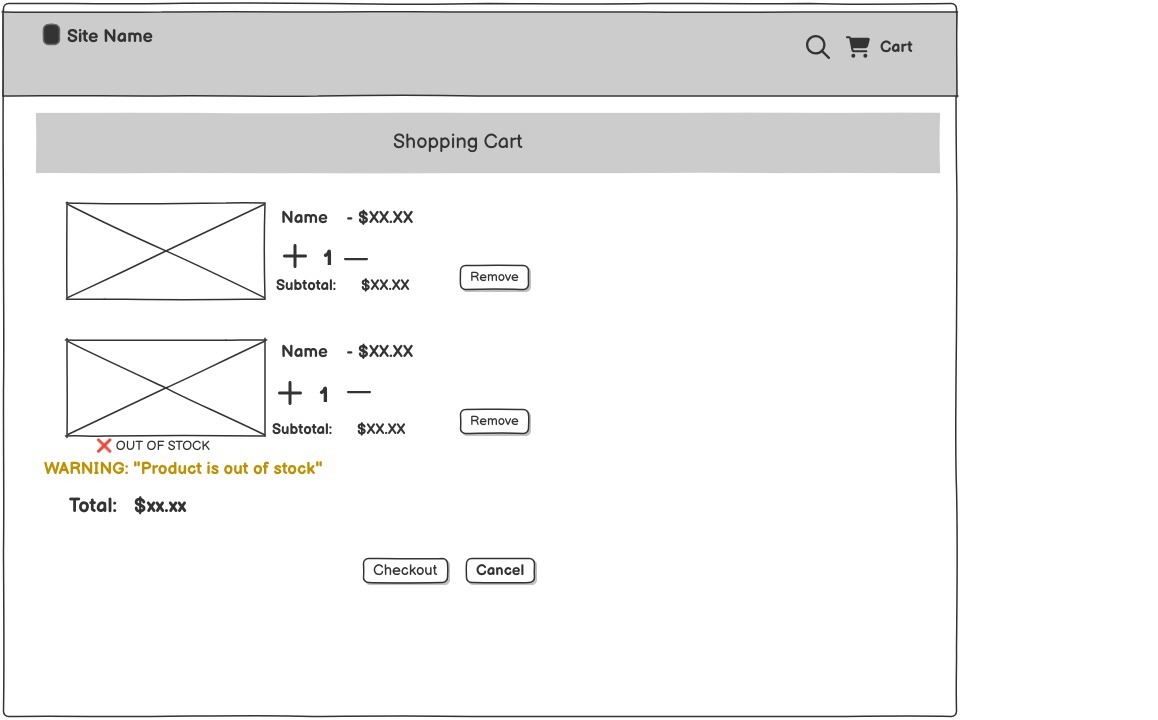 Site Name
Cart
Shopping Cart
Name - $XX.XX
1
Subtotal: $XX.XX
Remove
Name - $XX.XX
1
Subtotal: $XX.XX
Remove
❌ OUT OF STOCK
WARNING: "Product is out of stock"
Total: $xx.xx
Checkout
Cancel